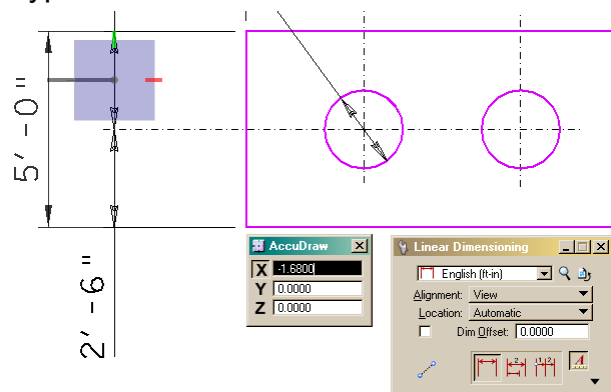 5'-0"
2'-6"
AccuDraw
X -1.6800
Y 0.0000
Z 0.0000
Linear Dimensioning
English (ft-in)
Alignment: View
Location: Automatic
Dim Offset: 0.0000